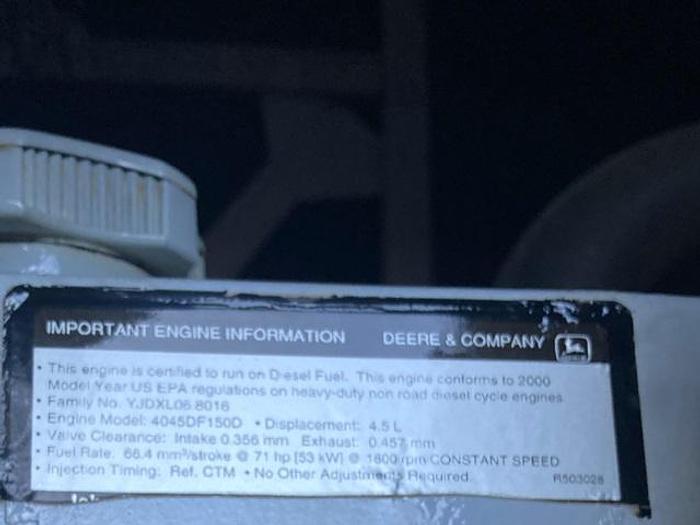 IMPORTANT ENGINE INFORMATION DEERE & COMPANY
• This engine is certified to run on Diesel Fuel. This engine conforms to 2000
Model Year US EPA regulations on heavy-duty non road diesel cycle engines
• Family No. YJDXL06.8016
• Engine Model: 4045DF150D • Displacement: 4.5 L
• Valve Clearance: Intake 0.356 mm Exhaust: 0.457 mm
• Fuel Rate: 66.4 mm³/stroke @ 71 hp [53 kW] @ 1800 rpm CONSTANT SPEED
• Injection Timing: Ref. CTM • No Other Adjustments Required.
R503028